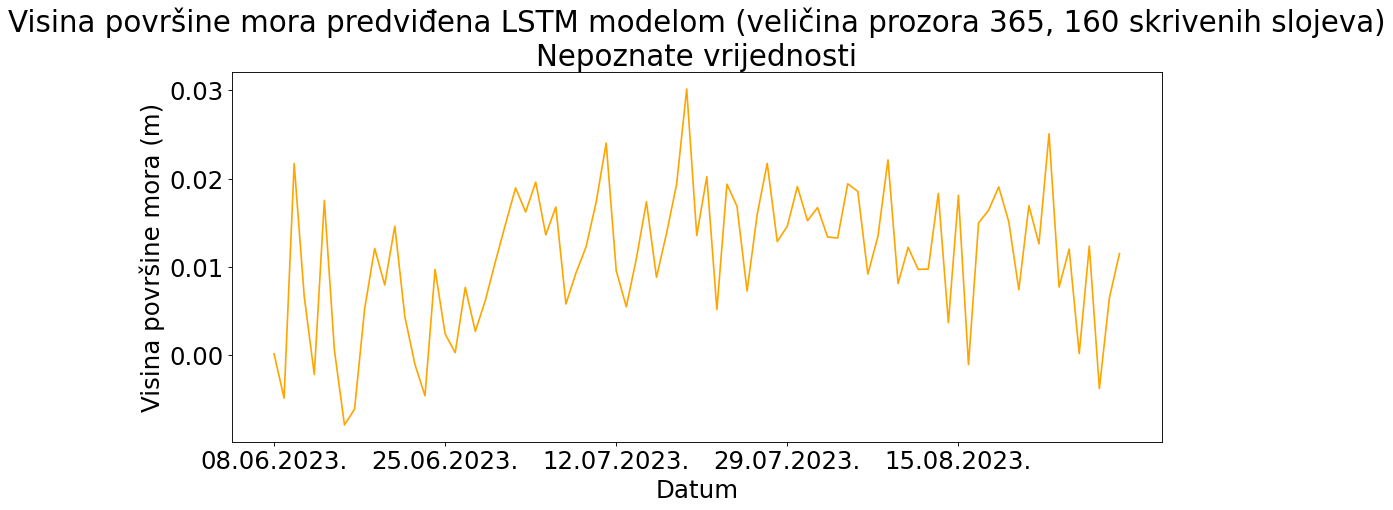 Visina površine mora predviđena LSTM modelom (veličina prozora 365, 160 skrivenih slojeva)
Nepoznate vrijednosti
Visina površine mora (m)
0.03
0.02
0.01
0.00
08.06.2023. 25.06.2023. 12.07.2023. 29.07.2023. 15.08.2023.
Datum